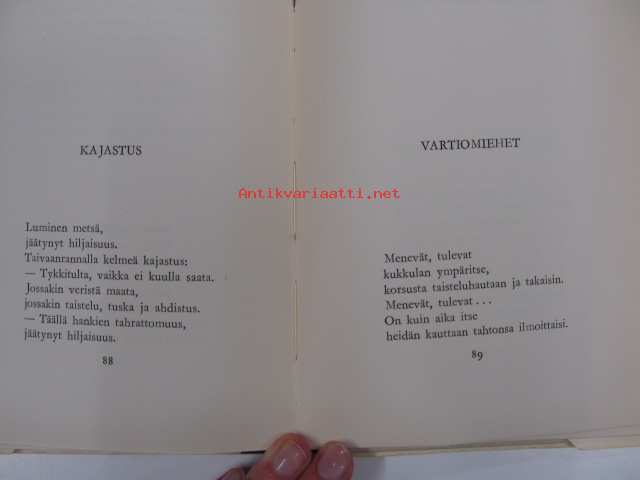 KAJASTUS
Luminen metsä,
jäätynyt hiljaisuus.
Taivaanrannalla kelmeä kajastus:
— Tykkitulta, vaikka ei kuulla saata.
Jossakin veristä maata,
jossakin taistelu, tuska ja ahdistus.
— Täällä hankien tahrattomuus,
jäätynyt hiljaisuus.
88
VARTIOMIEHET
Menevät, tulevat
kukkulan ympäritse,
korsusta taisteluhautaan ja takaisin.
Menevät, tulevat . . .
On kuin aika itse
heidän kauttaan tahtonsa ilmoittaisi.
89
Antikvariaatti.net